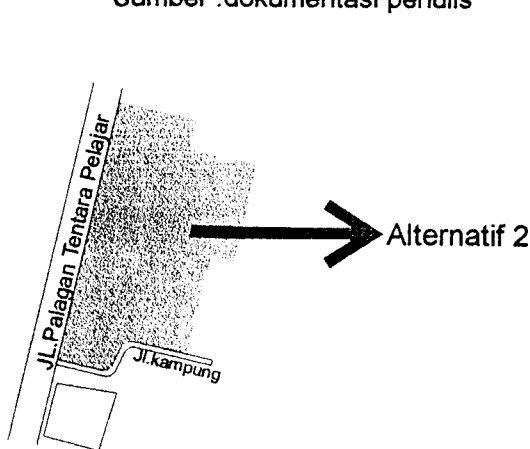 Sumber :dokumentasi penulis
JL.Palagan Tentara Pelajar
Alternatif 2
Jl.kampung